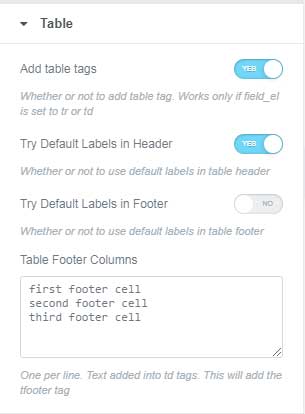 Table
Add table tags
YES
Whether or not to add table tag. Works only if field_el
is set to tr or td
Try Default Labels in Header
YES
Whether or not to use default labels in table header
Try Default Labels in Footer
NO
Whether or not to use default labels in table footer
Table Footer Columns
first footer cell
second footer cell
third footer cell
One per line. Text added into td tags. This will add the
tfooter tag